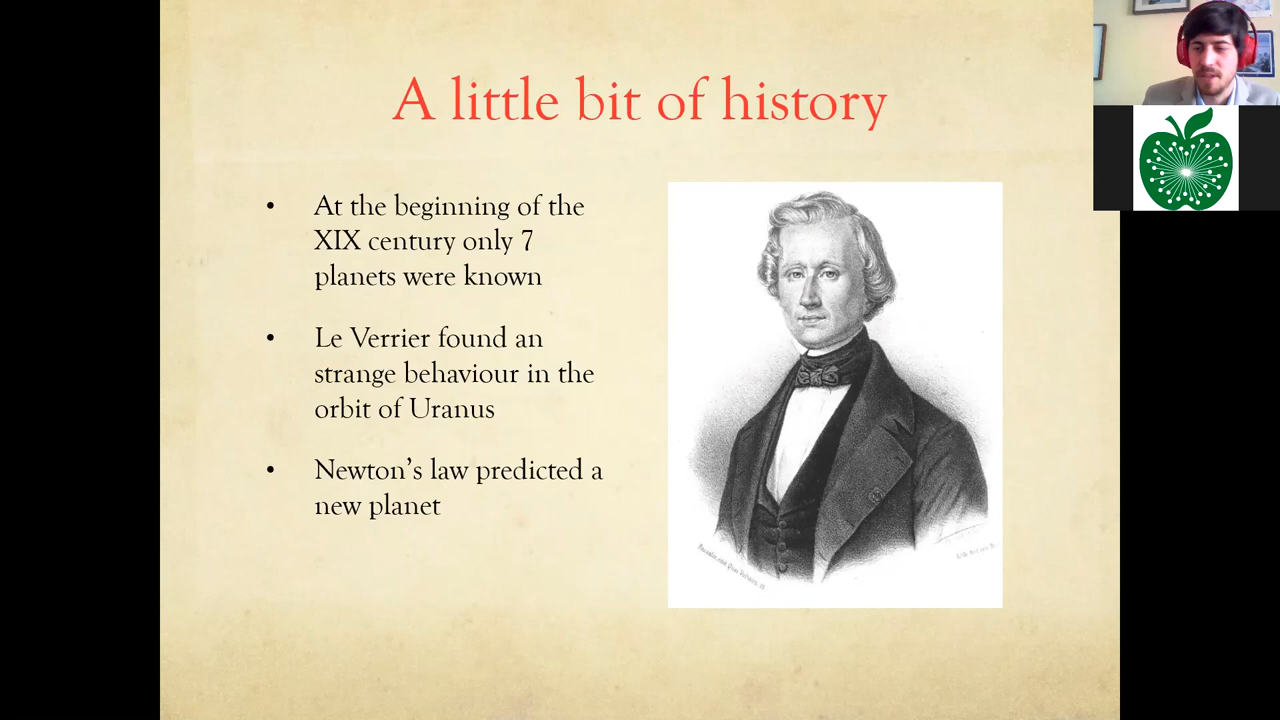 A little bit of history
• At the beginning of the
XIX century only 7
planets were known
• Le Verrier found an
strange behaviour in the
orbit of Uranus
• Newton’s law predicted a
new planet